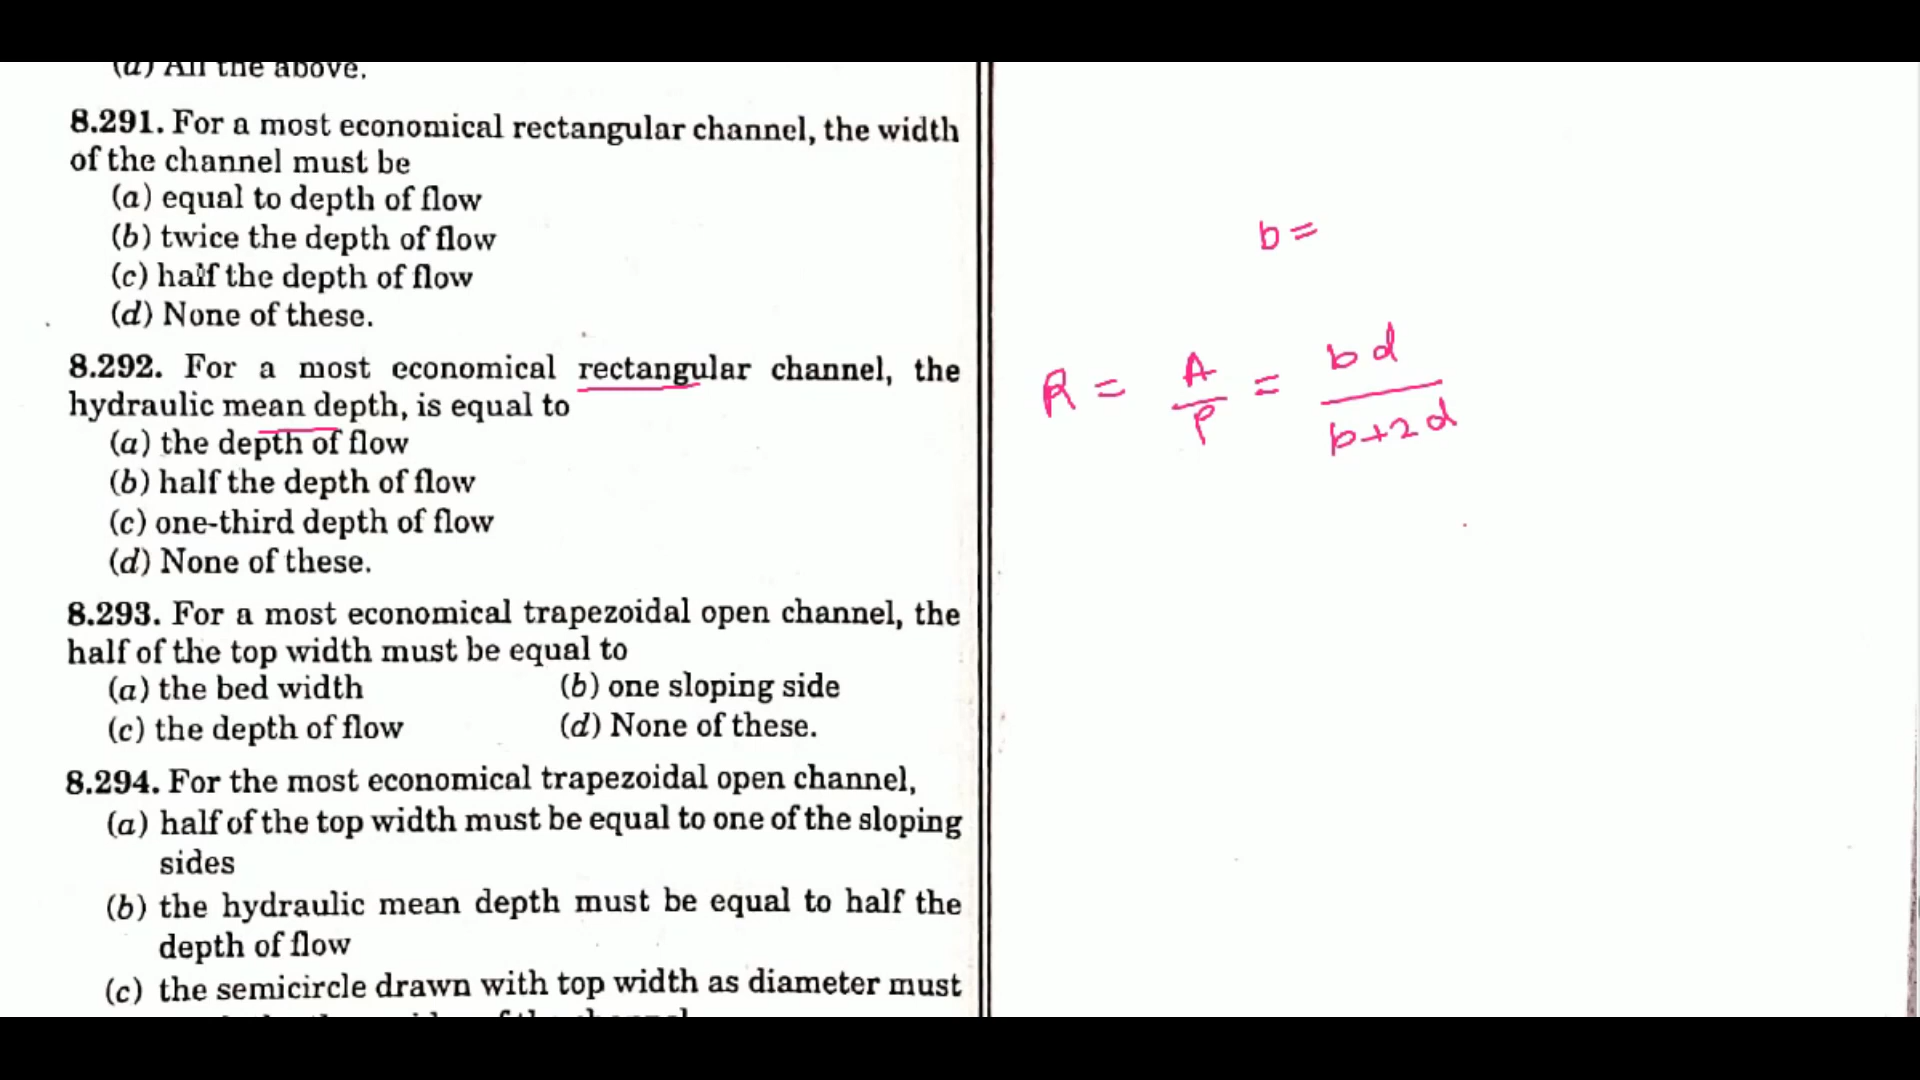 (d) All the above.
8.291. For a most economical rectangular channel, the width
of the channel must be
(a) equal to depth of flow
(b) twice the depth of flow
(c) half the depth of flow
(d) None of these.
8.292. For a most economical rectangular channel, the
hydraulic mean depth, is equal to
(a) the depth of flow
(b) half the depth of flow
(c) one-third depth of flow
(d) None of these.
8.293. For a most economical trapezoidal open channel, the
half of the top width must be equal to
(a) the bed width (b) one sloping side
(c) the depth of flow (d) None of these.
8.294. For the most economical trapezoidal open channel,
(a) half of the top width must be equal to one of the sloping
sides
(b) the hydraulic mean depth must be equal to half the
depth of flow
(c) the semicircle drawn with top width as diameter must
b =
R = A/P = bd/b+2d